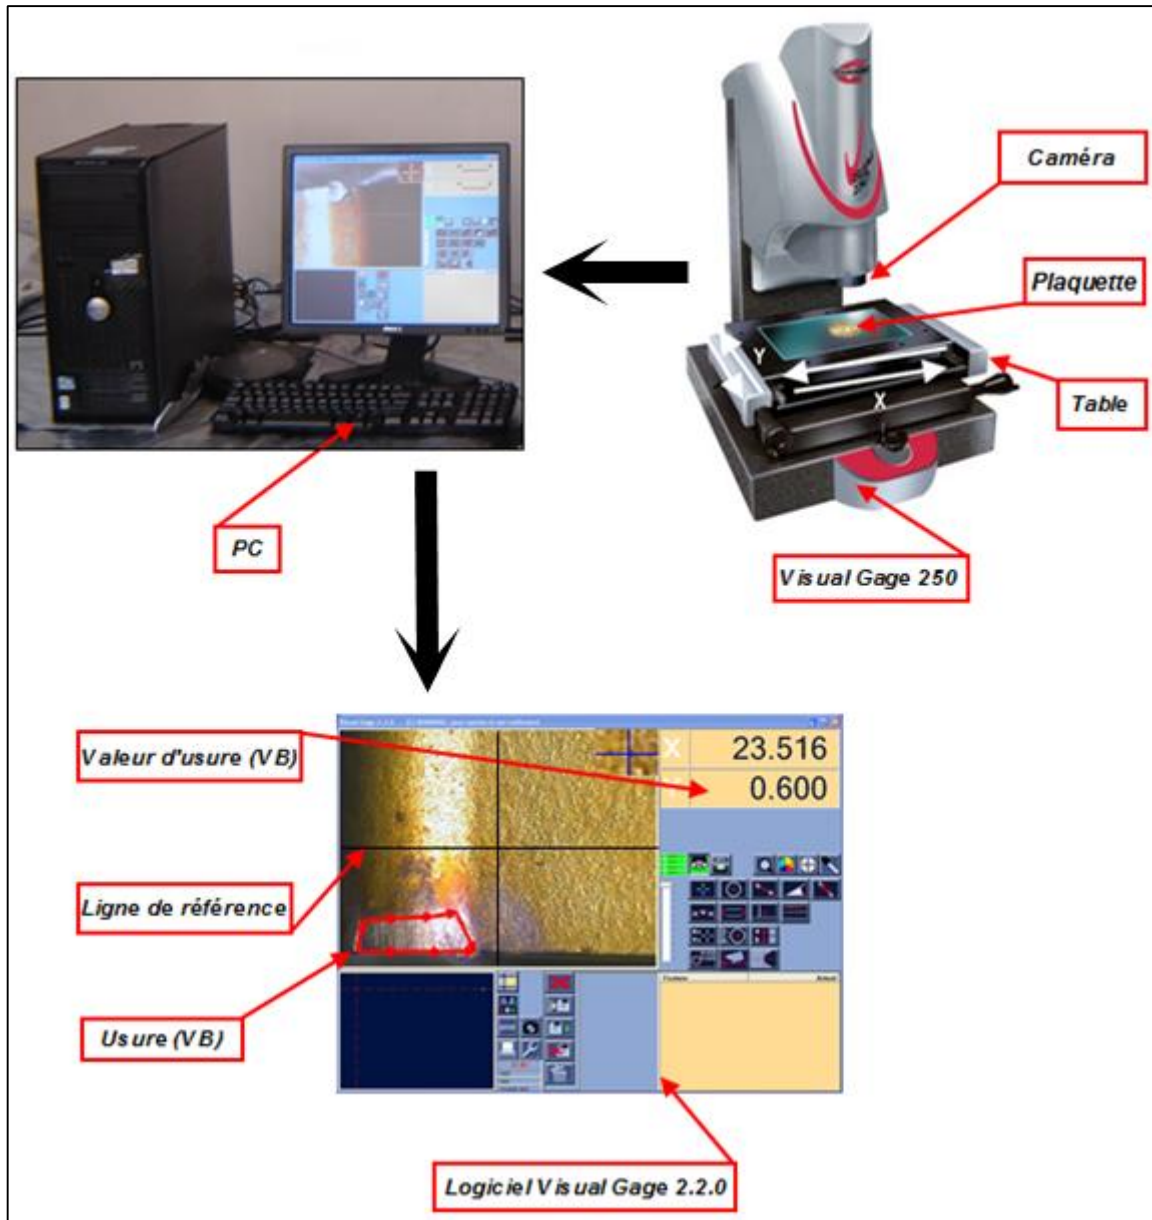 Caméra
Plaquette
Y
X
Table
PC
Visual Gage 250
DELL
Valeur d'usure (VB)
X 23.516
0.600
Ligne de référence
Usure (VB)
Logiciel Visual Gage 2.2.0